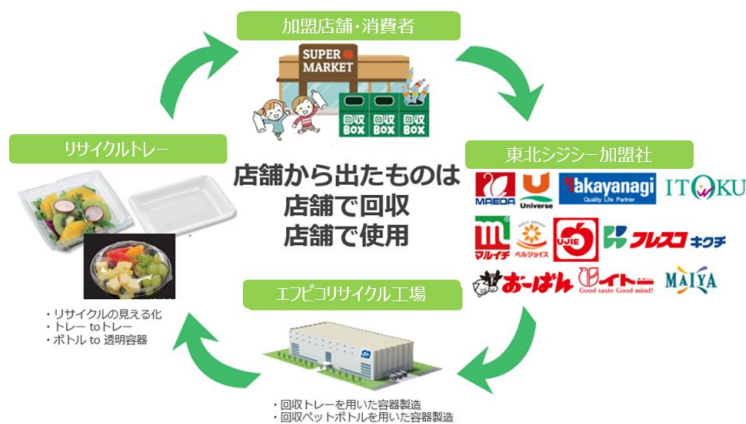 加盟店舗・消費者
SUPER
MARKET
回収
BOX
回収
BOX
回収
BOX
リサイクルトレー
東北シジシー加盟社
店舗から出たものは
店舗で回収
店舗で使用
MAEDA
Universe
Takayanagi
Quality Life Partner
ITOKU
マルイチ
ベルジョイス
UJIE
フレスコ キクチ
おーばん
イトー
Good taste Good mind!
MAIYA
エフピコリサイクル工場
・リサイクルの見える化
・トレー toトレー
・ボトル to 透明容器
・回収トレーを用いた容器製造
・回収ペットボトルを用いた容器製造